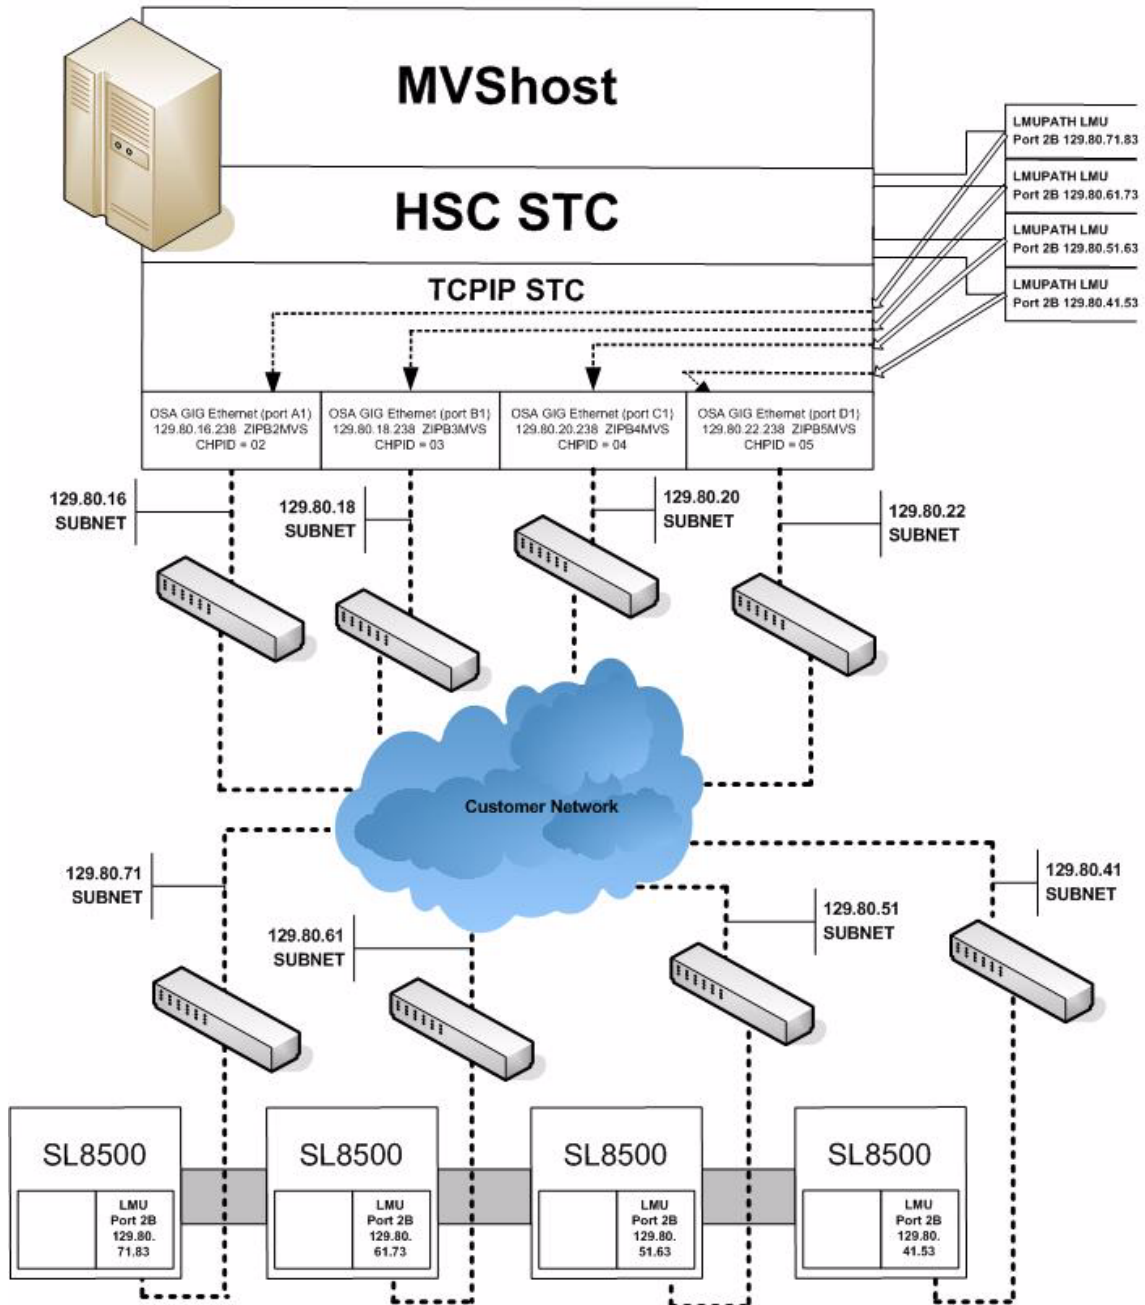 MVShost
LMUPATH LMU
Port 2B 129.80.71.83
LMUPATH LMU
Port 2B 129.80.61.73
HSC STC
LMUPATH LMU
Port 2B 129.80.51.63
LMUPATH LMU
Port 2B 129.80.41.53
TCPIP STC
OSA GIG Ethernet (port A1)
129.80.16.238 ZIPB2MVS
CHPID = 02
OSA GIG Ethernet (port B1)
129.80.18.238 ZIPB3MVS
CHPID = 03
OSA GIG Ethernet (port C1)
129.80.20.238 ZIPB4MVS
CHPID = 04
OSA GIG Ethernet (port D1)
129.80.22.238 ZIPB5MVS
CHPID = 05
129.80.16
SUBNET
129.80.18
SUBNET
129.80.20
SUBNET
129.80.22
SUBNET
Customer Network
129.80.71
SUBNET
129.80.61
SUBNET
129.80.51
SUBNET
129.80.41
SUBNET
SL8500
LMU
Port 2B
129.80.
71.83
SL8500
LMU
Port 2B
129.80.
61.73
SL8500
LMU
Port 2B
129.80.
51.63
SL8500
LMU
Port 2B
129.80.
41.53